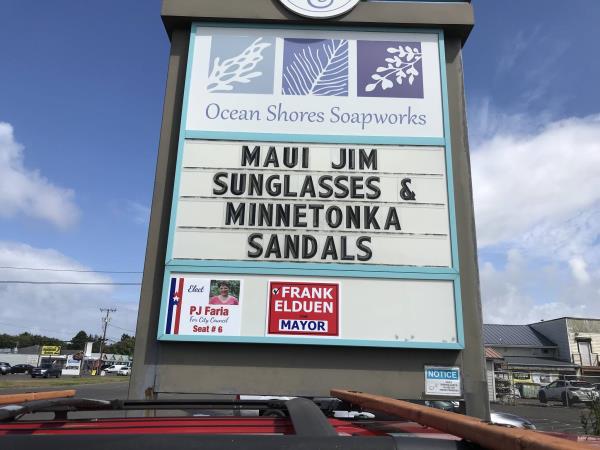 Ocean Shores Soapworks
MAUI JIM
SUNGLASSES &
MINNETONKA
SANDALS
Elect
PJ Faria
For City Council
Seat # 6
FRANK
ELDUEN
MAYOR
NOTICE